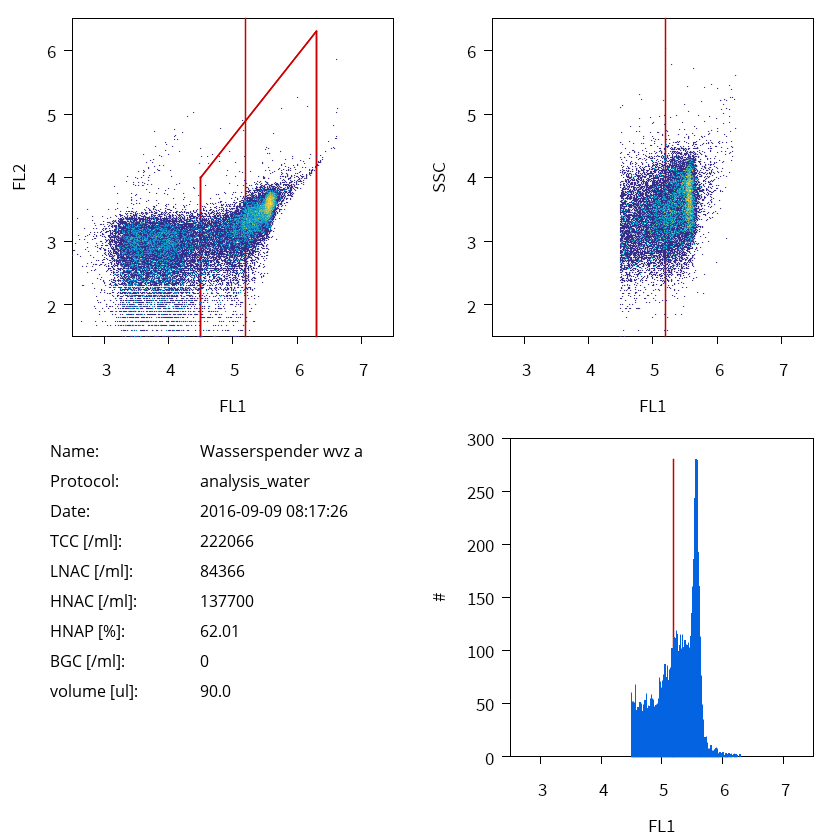 6
5
4
3
2
FL2
3 4 5 6 7
FL1
6
5
4
3
2
SSC
3 4 5 6 7
FL1
Name: Wasserspender wvz a
Protocol: analysis_water
Date: 2016-09-09 08:17:26
TCC [/ml]: 222066
LNAC [/ml]: 84366
HNAC [/ml]: 137700
HNAP [%]: 62.01
BGC [/ml]: 0
volume [ul]: 90.0
300
250
200
150
100
50
0
#
3 4 5 6 7
FL1